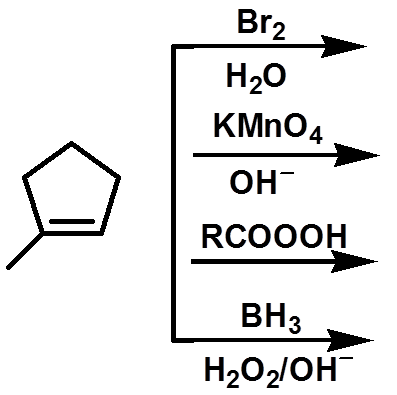 Br₂
H₂O
KMnO₄
OH⁻
RCOOOH
BH₃
H₂O₂/OH⁻